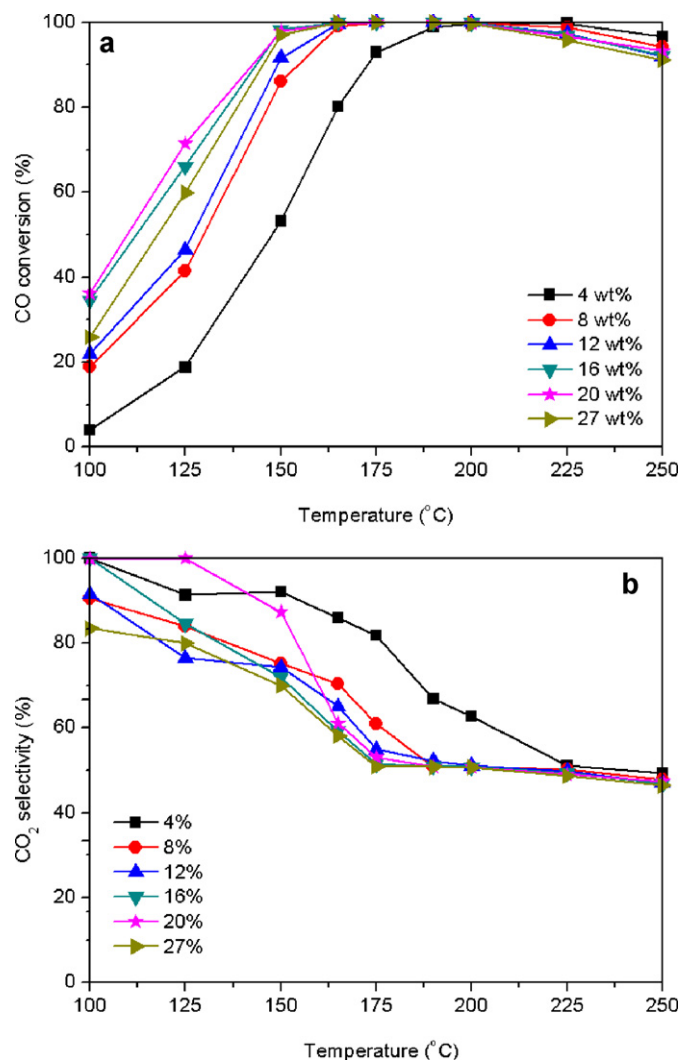 a
100
80
60
40
20
0
CO conversion (%)
4 wt%
8 wt%
12 wt%
16 wt%
20 wt%
27 wt%
100 125 150 175 200 225 250
Temperature (°C)
b
100
80
60
40
20
0
CO₂ selectivity (%)
4%
8%
12%
16%
20%
27%
100 125 150 175 200 225 250
Temperature (°C)